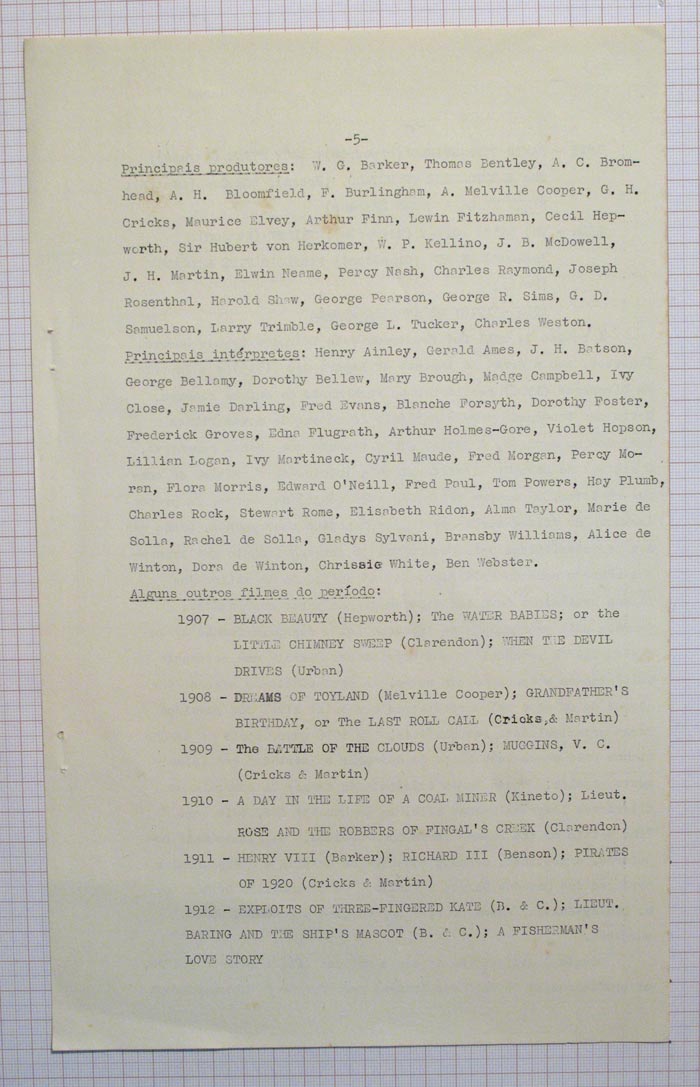 -5-
Principais produtores: W. G. Barker, Thomas Bentley, A. C. Brom-
head, A. H. Bloomfield, F. Burlingham, A. Melville Cooper, G. H.
Cricks, Maurice Elvey, Arthur Finn, Lewin Fitzhaman, Cecil Hep-
worth, Sir Hubert von Herkomer, W. P. Kellino, J. B. McDowell,
J. H. Martin, Elwin Neame, Percy Nash, Charles Raymond, Joseph
Rosenthal, Harold Shaw, George Pearson, George R. Sims, G. D.
Samuelson, Larry Trimble, George L. Tucker, Charles Weston.
Principais intérpretes: Henry Ainley, Gerald Ames, J. H. Batson,
George Bellamy, Dorothy Bellew, Mary Brough, Madge Campbell, Ivy
Close, Jamie Darling, Fred Evans, Blanche Forsyth, Dorothy Foster,
Frederick Groves, Edna Flugrath, Arthur Holmes-Gore, Violet Hopson,
Lillian Logan, Ivy Martineck, Cyril Maude, Fred Morgan, Percy Mo-
ran, Flora Morris, Edward O'Neill, Fred Paul, Tom Powers, Hay Plumb,
Charles Rock, Stewart Rome, Elisabeth Ridon, Alma Taylor, Marie de
Solla, Rachel de Solla, Gladys Sylvani, Bransby Williams, Alice de
Winton, Dora de Winton, Chrissie White, Ben Webster.
Alguns outros filmes do período:
1907 - BLACK BEAUTY (Hepworth); The WATER BABIES; or the
LITTLE CHIMNEY SWEEP (Clarendon); WHEN THE DEVIL
DRIVES (Urban)
1908 - DREAMS OF TOYLAND (Melville Cooper); GRANDFATHER'S
BIRTHDAY, or The LAST ROLL CALL (Cricks,& Martin)
1909 - The BATTLE OF THE CLOUDS (Urban); MUGGINS, V. C.
(Cricks & Martin)
1910 - A DAY IN THE LIFE OF A COAL MINER (Kineto); Lieut.
ROSE AND THE ROBBERS OF FINGAL'S CREEK (Clarendon)
1911 - HENRY VIII (Barker); RICHARD III (Benson); PIRATES
OF 1920 (Cricks & Martin)
1912 - EXPLOITS OF THREE-FINGERED KATE (B. & C.); LIEUT.
BARING AND THE SHIP'S MASCOT (B. & C.); A FISHERMAN'S
LOVE STORY